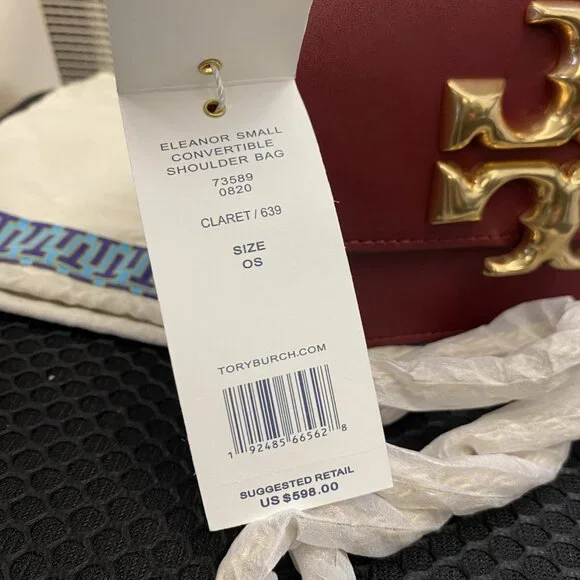 ELEANOR SMALL
CONVERTIBLE
SHOULDER BAG
73589
0820
CLARET / 639
SIZE
OS
TORYBURCH.COM
1 92485 66562 8
SUGGESTED RETAIL
US $598.00